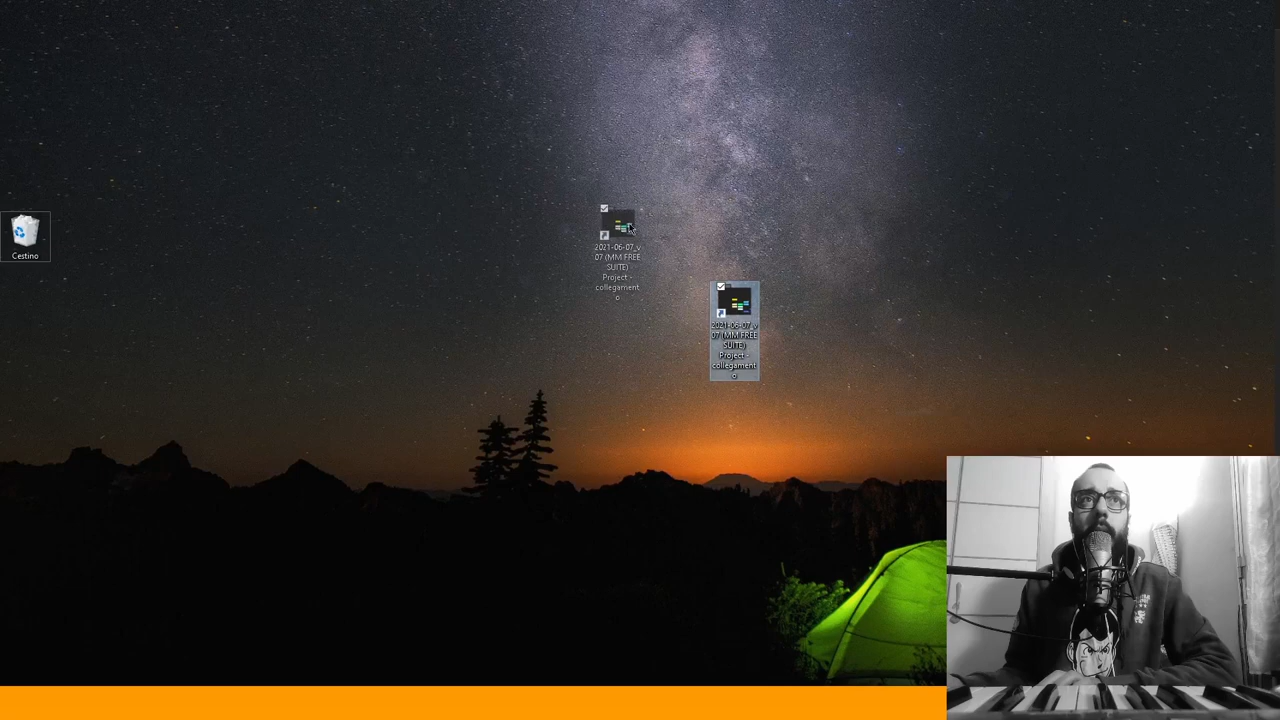 Cestino
2021-06-07_v
07 (MM FREE
SUITE)
Project -
collegament
o
2021-06-07_v
07 (MM FREE
SUITE)
Project -
collegament
o